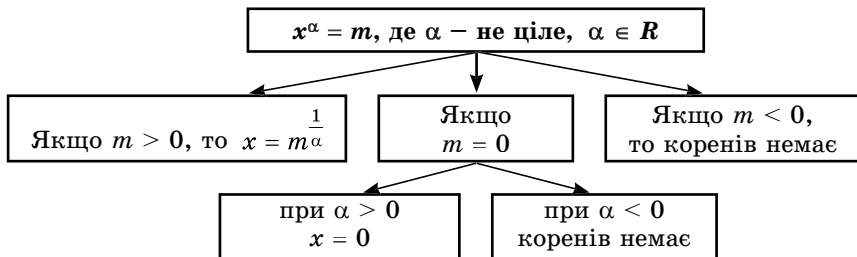 x^α = m, де α − не ціле, α ∈ R
Якщо m > 0, то x = m^(1/α)
Якщо
m = 0
Якщо m < 0,
то коренів немає
при α > 0
x = 0
при α < 0
коренів немає